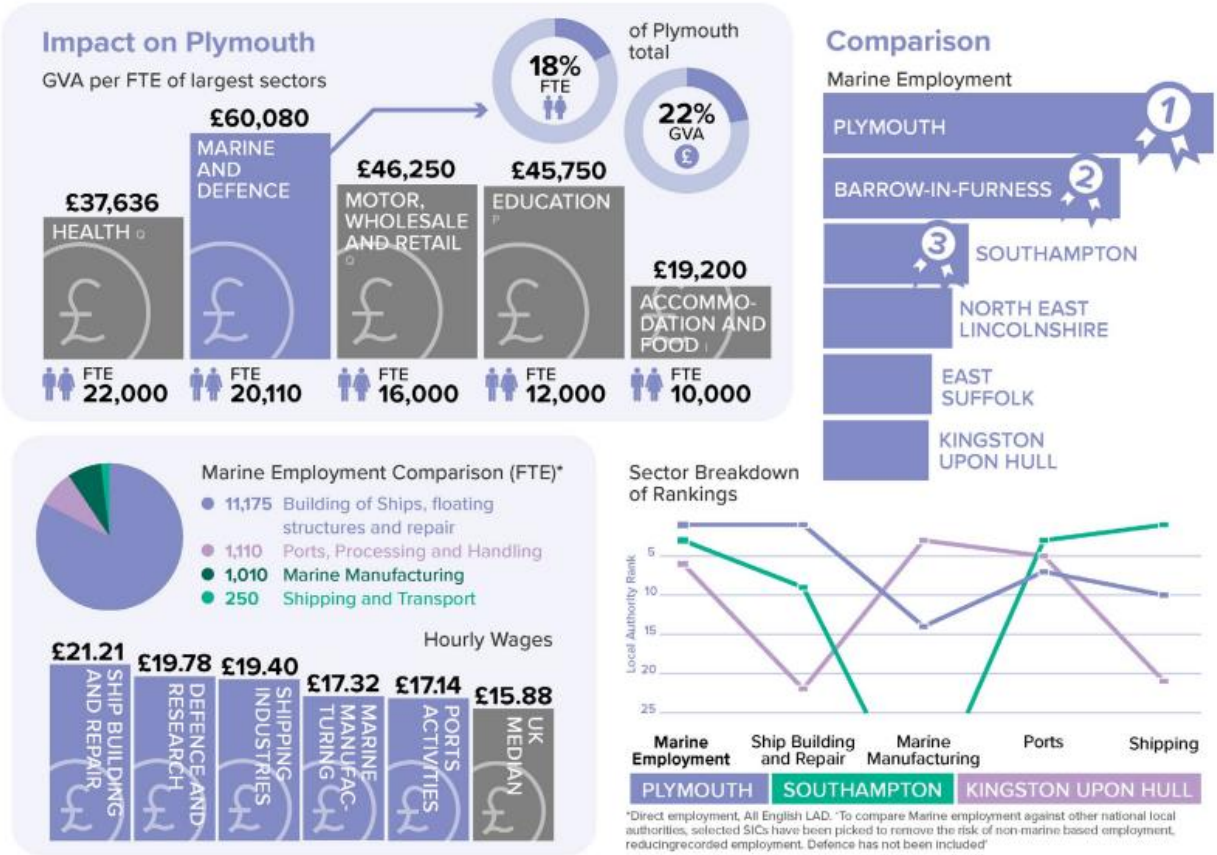 Impact on Plymouth
GVA per FTE of largest sectors
£37,636
HEALTH Q
FTE
22,000
£60,080
MARINE
AND
DEFENCE
FTE
20,110
£46,250
MOTOR,
WHOLESALE
AND RETAIL
Q
FTE
16,000
£45,750
EDUCATION
P
FTE
12,000
£19,200
ACCOMMO-
DATION AND
FOOD I
FTE
10,000
18%
FTE
of Plymouth
total
22%
GVA
£
Comparison
Marine Employment
PLYMOUTH
1
BARROW-IN-FURNESS
2
3
SOUTHAMPTON
NORTH EAST
LINCOLNSHIRE
EAST
SUFFOLK
KINGSTON
UPON HULL
Marine Employment Comparison (FTE)*
11,175 Building of Ships, floating
structures and repair
1,110 Ports, Processing and Handling
1,010 Marine Manufacturing
250 Shipping and Transport
Hourly Wages
£21.21
SHIP BUILDING
AND REPAIR
£
£19.78
DEFENCE AND
RESEARCH
£
£19.40
SHIPPING
INDUSTRIES
£
£17.32
MARINE
MANUFAC-
TURING
£
£17.14
PORTS
ACTIVITIES
£
£15.88
UK
MEDIAN
£
Sector Breakdown
of Rankings
Local Authority Rank
5
10
15
20
25
Marine
Employment
Ship Building
and Repair
Marine
Manufacturing
Ports
Shipping
PLYMOUTH
SOUTHAMPTON
KINGSTON UPON HULL
*Direct employment, All English LAD. 'To compare Marine employment against other national local
authorities, selected SICs have been picked to remove the risk of non-marine based employment,
reducingrecorded employment. Defence has not been included'